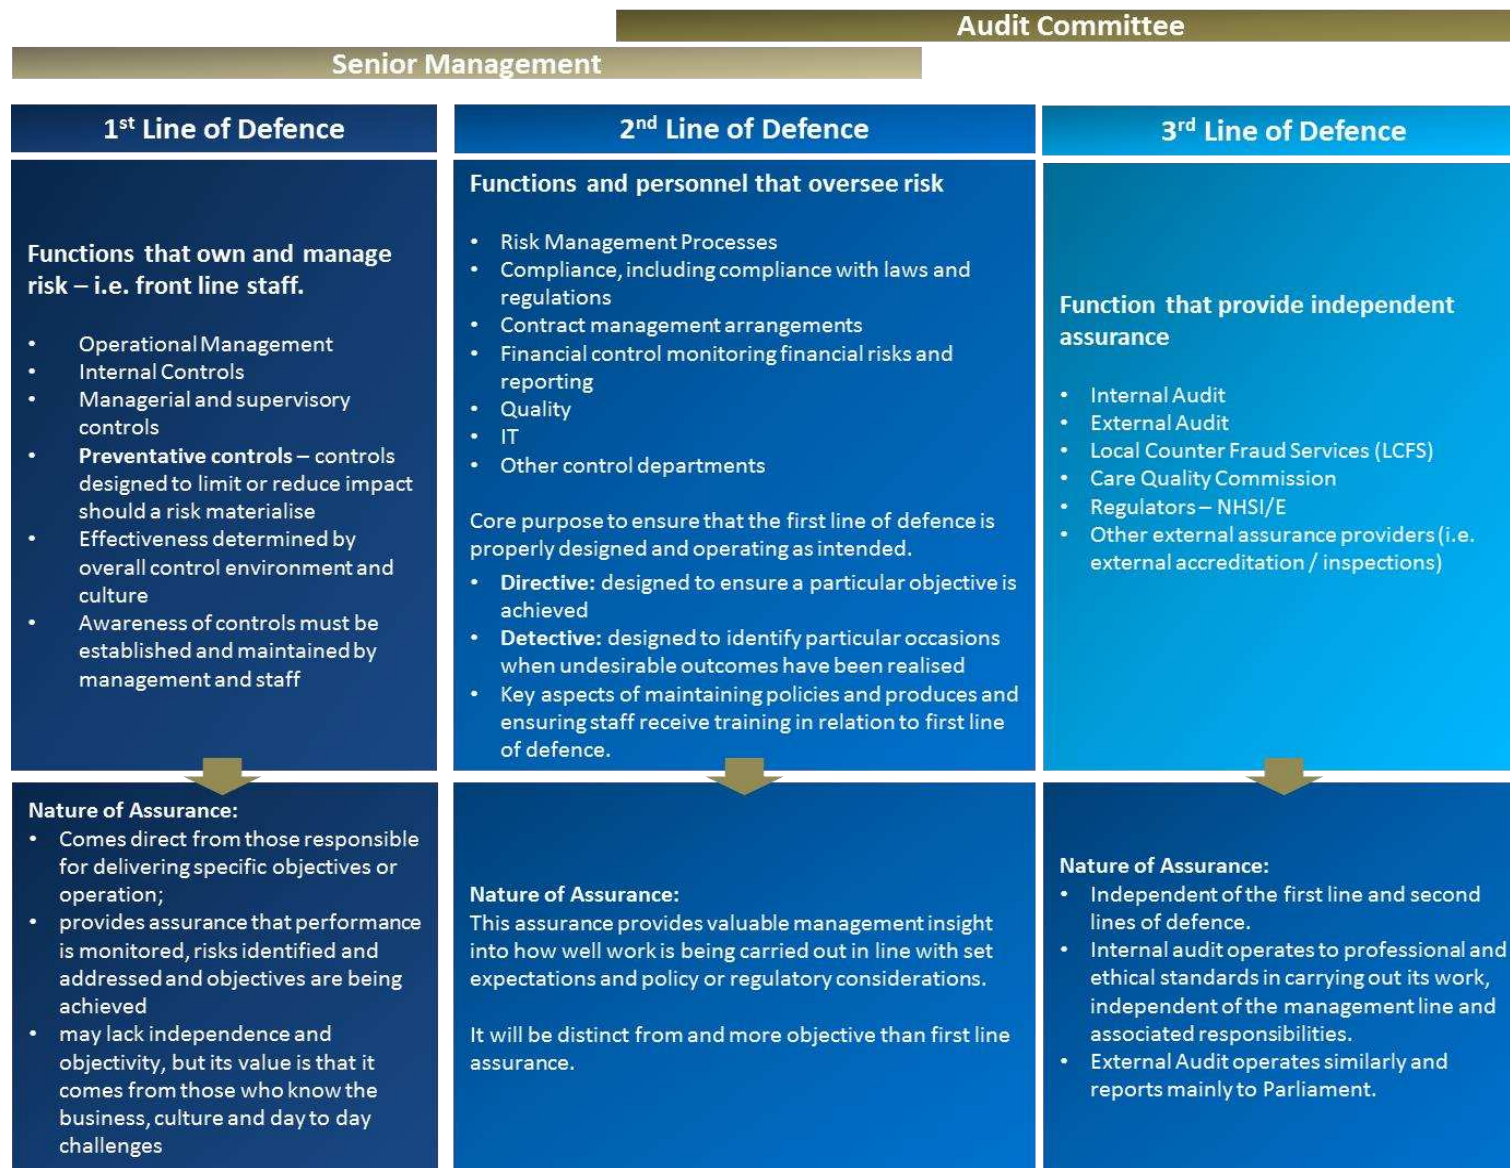 Audit Committee
Senior Management
1st Line of Defence
Functions that own and manage
risk – i.e. front line staff.
• Operational Management
• Internal Controls
• Managerial and supervisory
controls
• Preventative controls – controls
designed to limit or reduce impact
should a risk materialise
• Effectiveness determined by
overall control environment and
culture
• Awareness of controls must be
established and maintained by
management and staff
Nature of Assurance:
• Comes direct from those responsible
for delivering specific objectives or
operation;
• provides assurance that performance
is monitored, risks identified and
addressed and objectives are being
achieved
• may lack independence and
objectivity, but its value is that it
comes from those who know the
business, culture and day to day
challenges
2nd Line of Defence
Functions and personnel that oversee risk
• Risk Management Processes
• Compliance, including compliance with laws and
regulations
• Contract management arrangements
• Financial control monitoring financial risks and
reporting
• Quality
• IT
• Other control departments
Core purpose to ensure that the first line of defence is
properly designed and operating as intended.
• Directive: designed to ensure a particular objective is
achieved
• Detective: designed to identify particular occasions
when undesirable outcomes have been realised
• Key aspects of maintaining policies and produces and
ensuring staff receive training in relation to first line
of defence.
Nature of Assurance:
This assurance provides valuable management insight
into how well work is being carried out in line with set
expectations and policy or regulatory considerations.
It will be distinct from and more objective than first line
assurance.
3rd Line of Defence
Function that provide independent
assurance
• Internal Audit
• External Audit
• Local Counter Fraud Services (LCFS)
• Care Quality Commission
• Regulators – NHSI/E
• Other external assurance providers (i.e.
external accreditation / inspections)
Nature of Assurance:
• Independent of the first line and second
lines of defence.
• Internal audit operates to professional and
ethical standards in carrying out its work,
independent of the management line and
associated responsibilities.
• External Audit operates similarly and
reports mainly to Parliament.